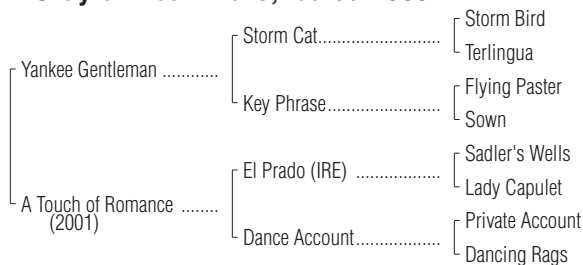 Storm Bird
Storm Cat..............................
Terlingua
Yankee Gentleman ............
Flying Paster
Key Phrase............................
Sown
Sadler's Wells
El Prado (IRE) .....................
Lady Capulet
A Touch of Romance ........
(2001)
Private Account
Dance Account.....................
Dancing Rags